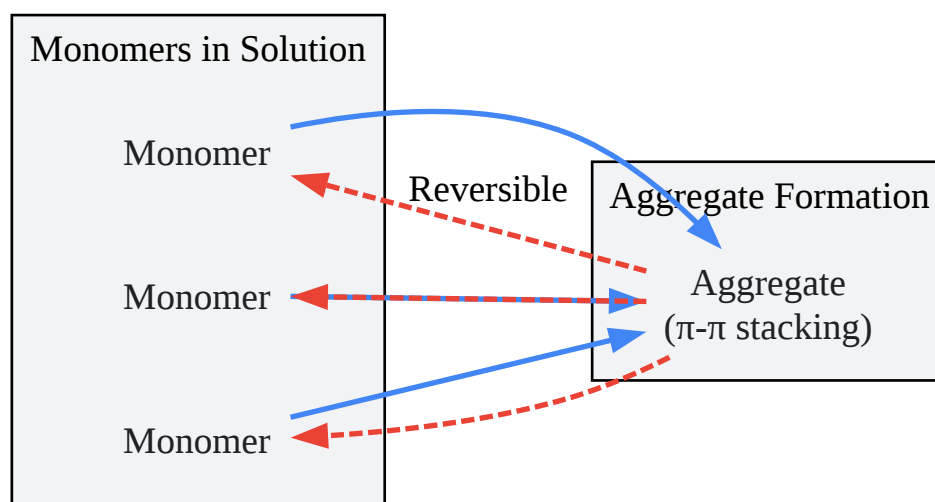 Monomers in Solution
Monomer
Reversible
Aggregate Formation
Monomer
Aggregate
(π-π stacking)
Monomer